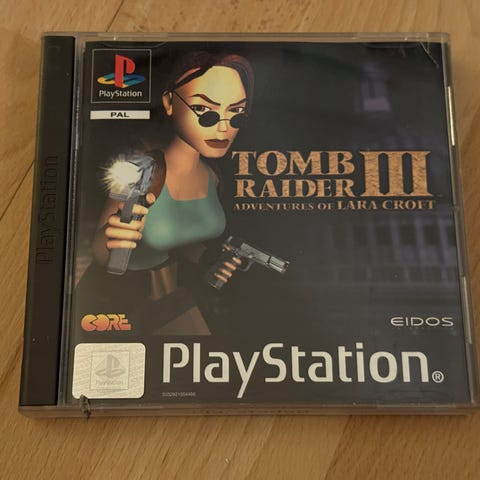 PlayStation
PlayStation
PAL
TOMB
RAIDER III
ADVENTURES OF LARA CROFT
CORE
EIDOS
PlayStation®